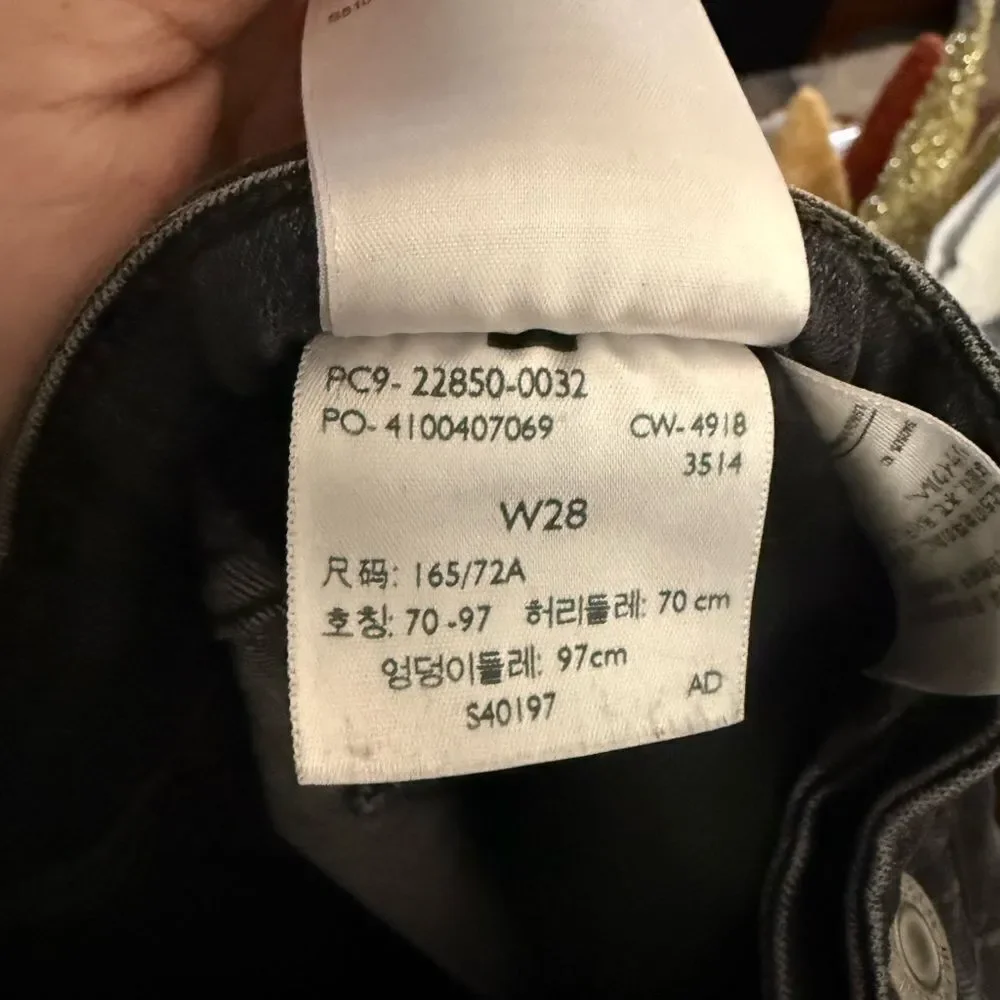 PC9- 22850-0032
PO- 4100407069 CW-4918
3514
W28
尺码: 165/72A
호칭: 70 -97 허리둘레: 70 cm
엉덩이둘레: 97cm
S40197 AD